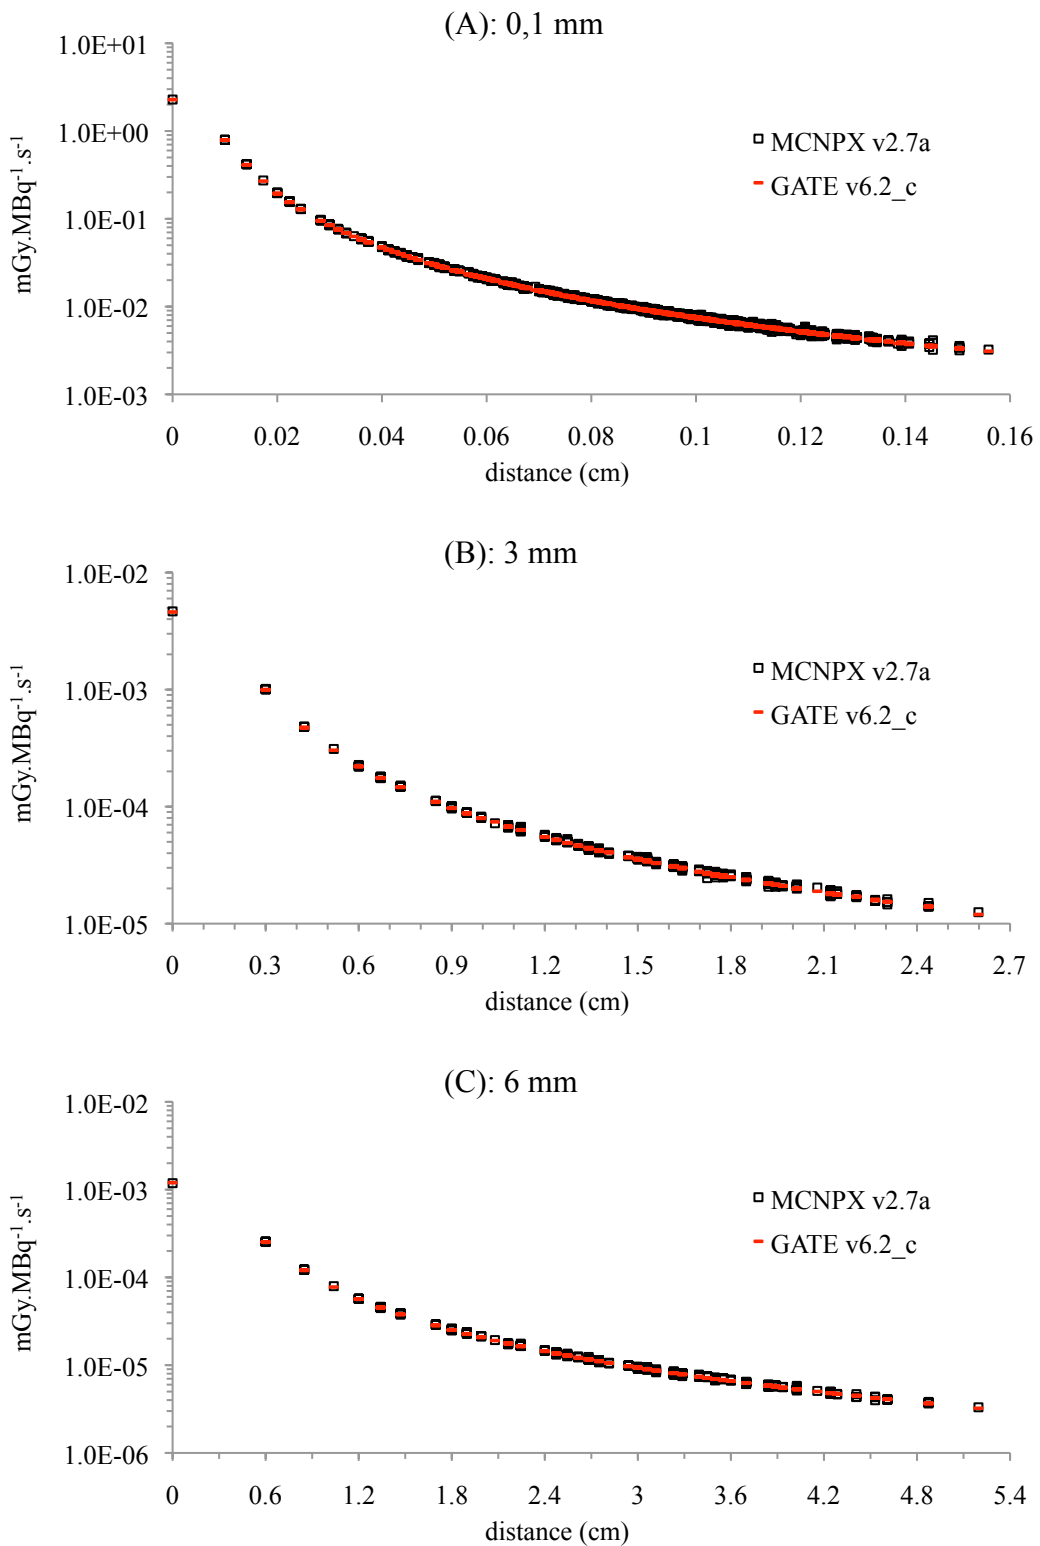 (A): 0,1 mm
1.0E+01
1.0E+00
1.0E-01
1.0E-02
1.0E-03
mGy.MBq⁻¹.s⁻¹
MCNPX v2.7a
GATE v6.2_c
0 0.02 0.04 0.06 0.08 0.1 0.12 0.14 0.16
distance (cm)
(B): 3 mm
1.0E-02
1.0E-03
1.0E-04
1.0E-05
mGy.MBq⁻¹.s⁻¹
MCNPX v2.7a
GATE v6.2_c
0 0.3 0.6 0.9 1.2 1.5 1.8 2.1 2.4 2.7
distance (cm)
(C): 6 mm
1.0E-02
1.0E-03
1.0E-04
1.0E-05
1.0E-06
mGy.MBq⁻¹.s⁻¹
MCNPX v2.7a
GATE v6.2_c
0 0.6 1.2 1.8 2.4 3 3.6 4.2 4.8 5.4
distance (cm)